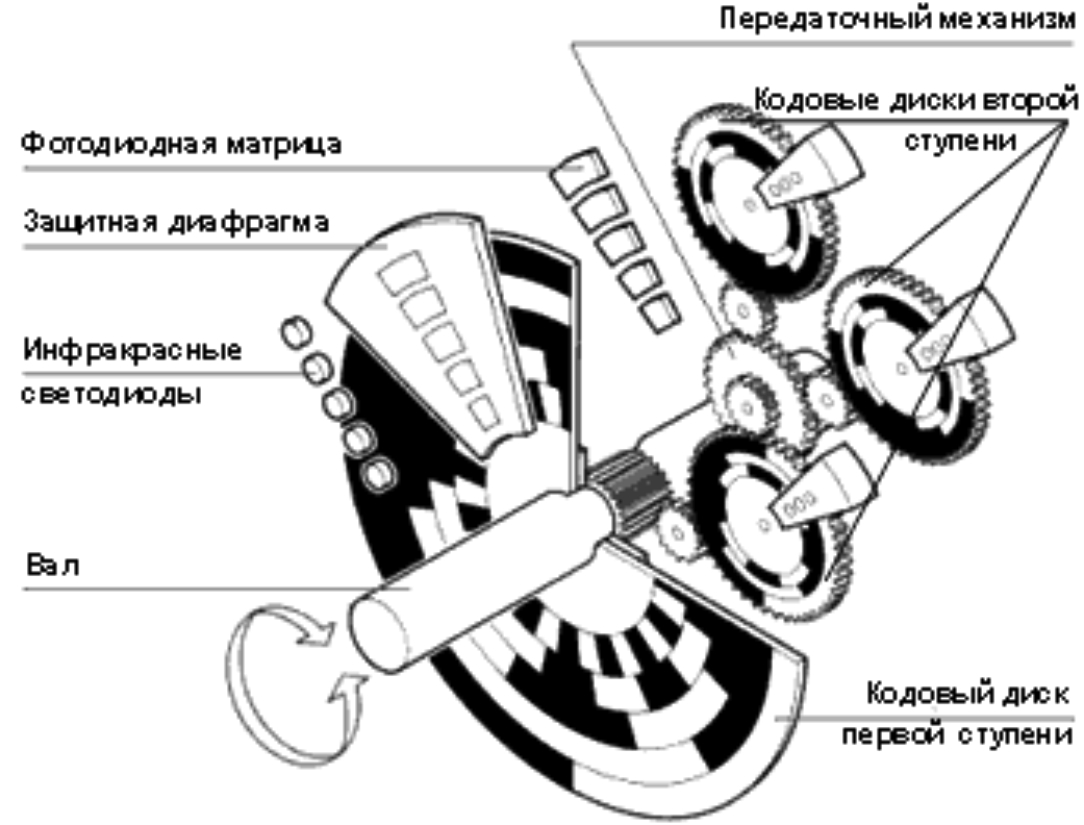 Передаточный механизм
Кодовые диски второй
ступени
Фотодиодная матрица
Защитная диафрагма
Инфракрасные
светодиоды
Вал
Кодовый диск
первой ступени